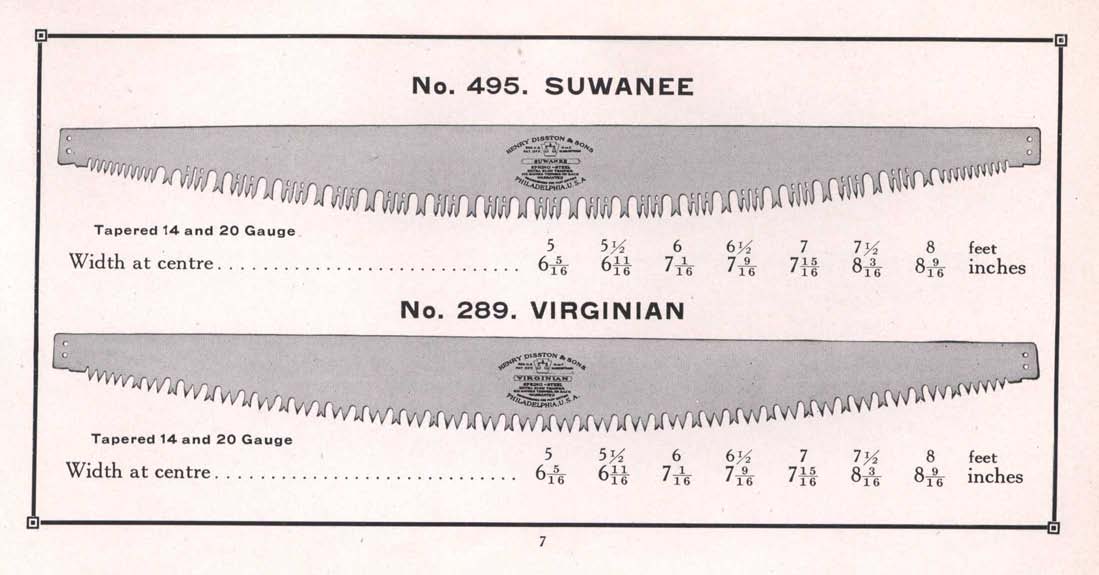 No. 495. SUWANEE
HENRY DISSTON & SONS
SUWANEE
SPRING-STEEL
PHILADELPHIA, U.S.A.
Tapered 14 and 20 Gauge
5 5½ 6 6½ 7 7½ 8 feet
Width at centre.............................. 6 5/16 6 11/16 7 1/16 7 9/16 7 15/16 8 3/16 8 9/16 inches
No. 289. VIRGINIAN
HENRY DISSTON & SONS
VIRGINIAN
SPRING-STEEL
PHILADELPHIA, U.S.A.
Tapered 14 and 20 Gauge
5 5½ 6 6½ 7 7½ 8 feet
Width at centre.............................. 6 5/16 6 11/16 7 1/16 7 9/16 7 15/16 8 3/16 8 9/16 inches
7